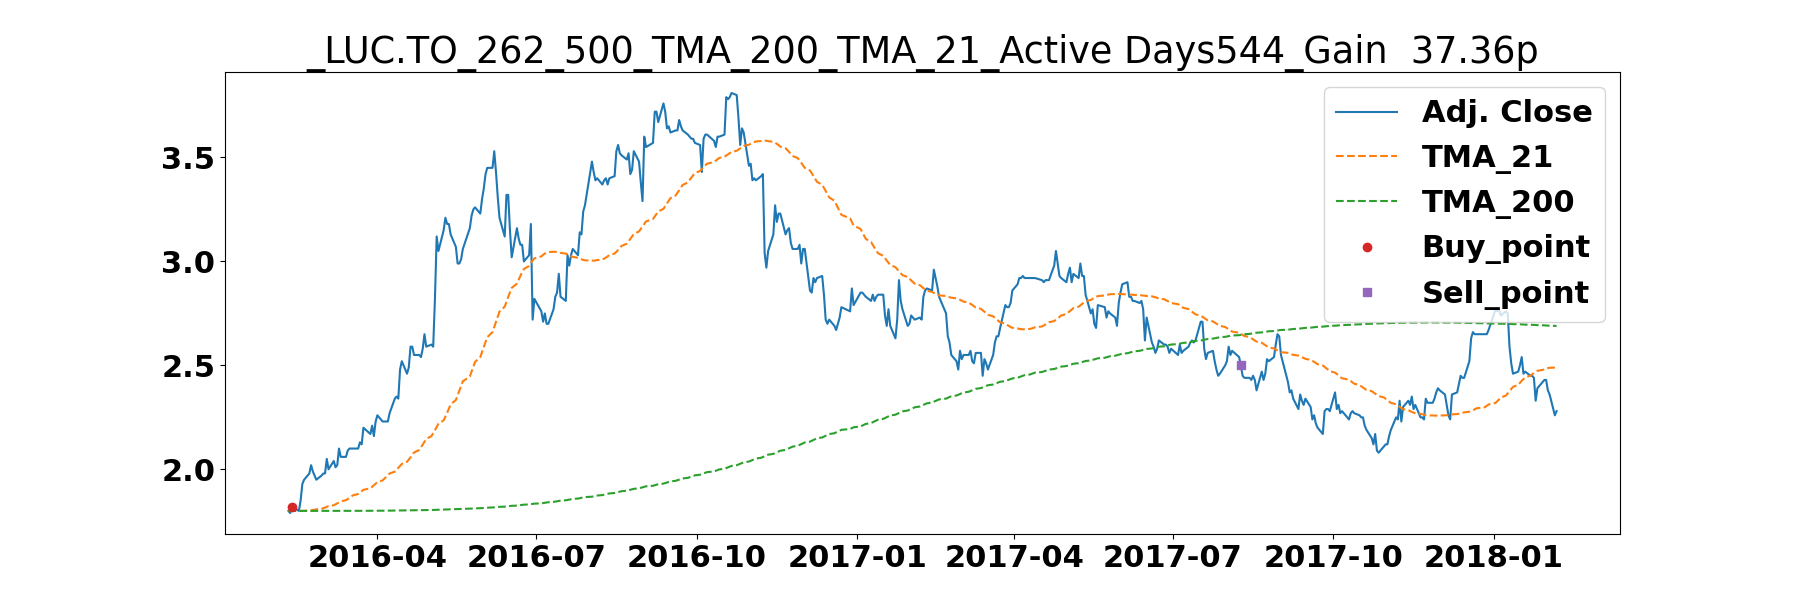 _LUC.TO_262_500_TMA_200_TMA_21_Active Days544_Gain  37.36p
Adj. Close
TMA_21
TMA_200
Buy_point
Sell_point
3.5
3.0
2.5
2.0
2016-04 2016-07 2016-10 2017-01 2017-04 2017-07 2017-10 2018-01